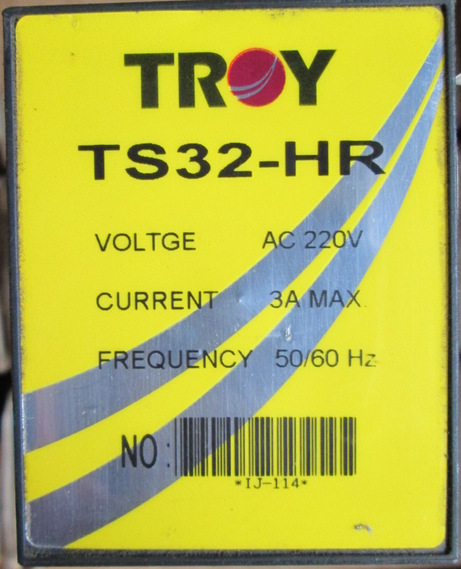 TROY
TS32-HR
VOLTGE AC 220V
CURRENT 3A MAX.
FREQUENCY 50/60 Hz
NO:
*IJ-114*